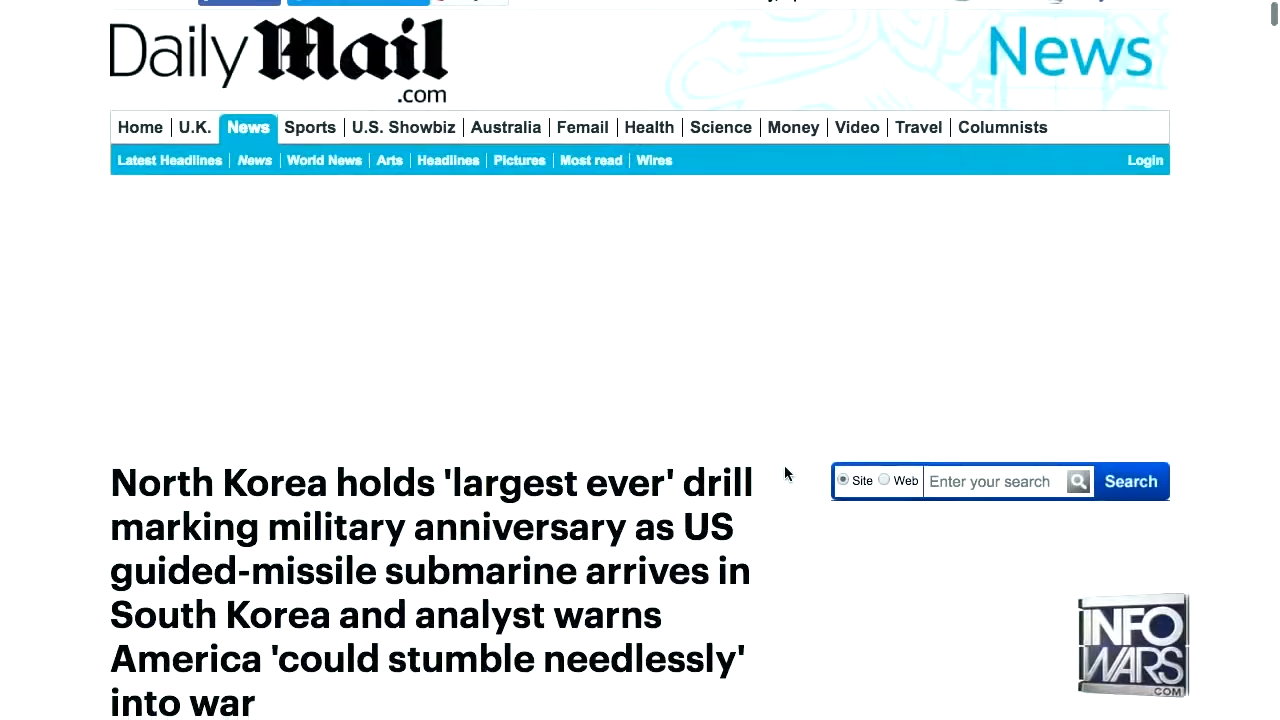 Daily Mail
.com
News
Home U.K. News Sports U.S. Showbiz Australia Femail Health Science Money Video Travel Columnists
Latest Headlines News World News Arts Headlines Pictures Most read Wires Login
North Korea holds 'largest ever' drill
marking military anniversary as US
guided-missile submarine arrives in
South Korea and analyst warns
America 'could stumble needlessly'
into war
Site Web Enter your search Search
INFO
WARS
.COM